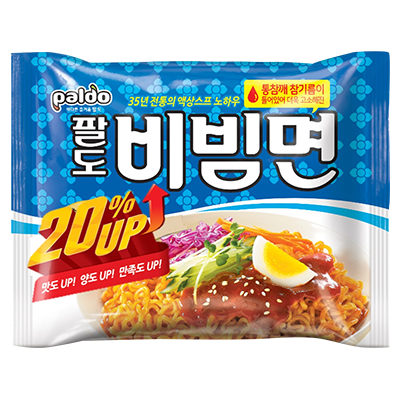 paldo
35년 전통의 액상스프 노하우
통참깨 참기름이
들어있어 더욱 고소해진
팔도
비빔면
20% UP
맛도 UP! 양도 UP! 만족도 UP!